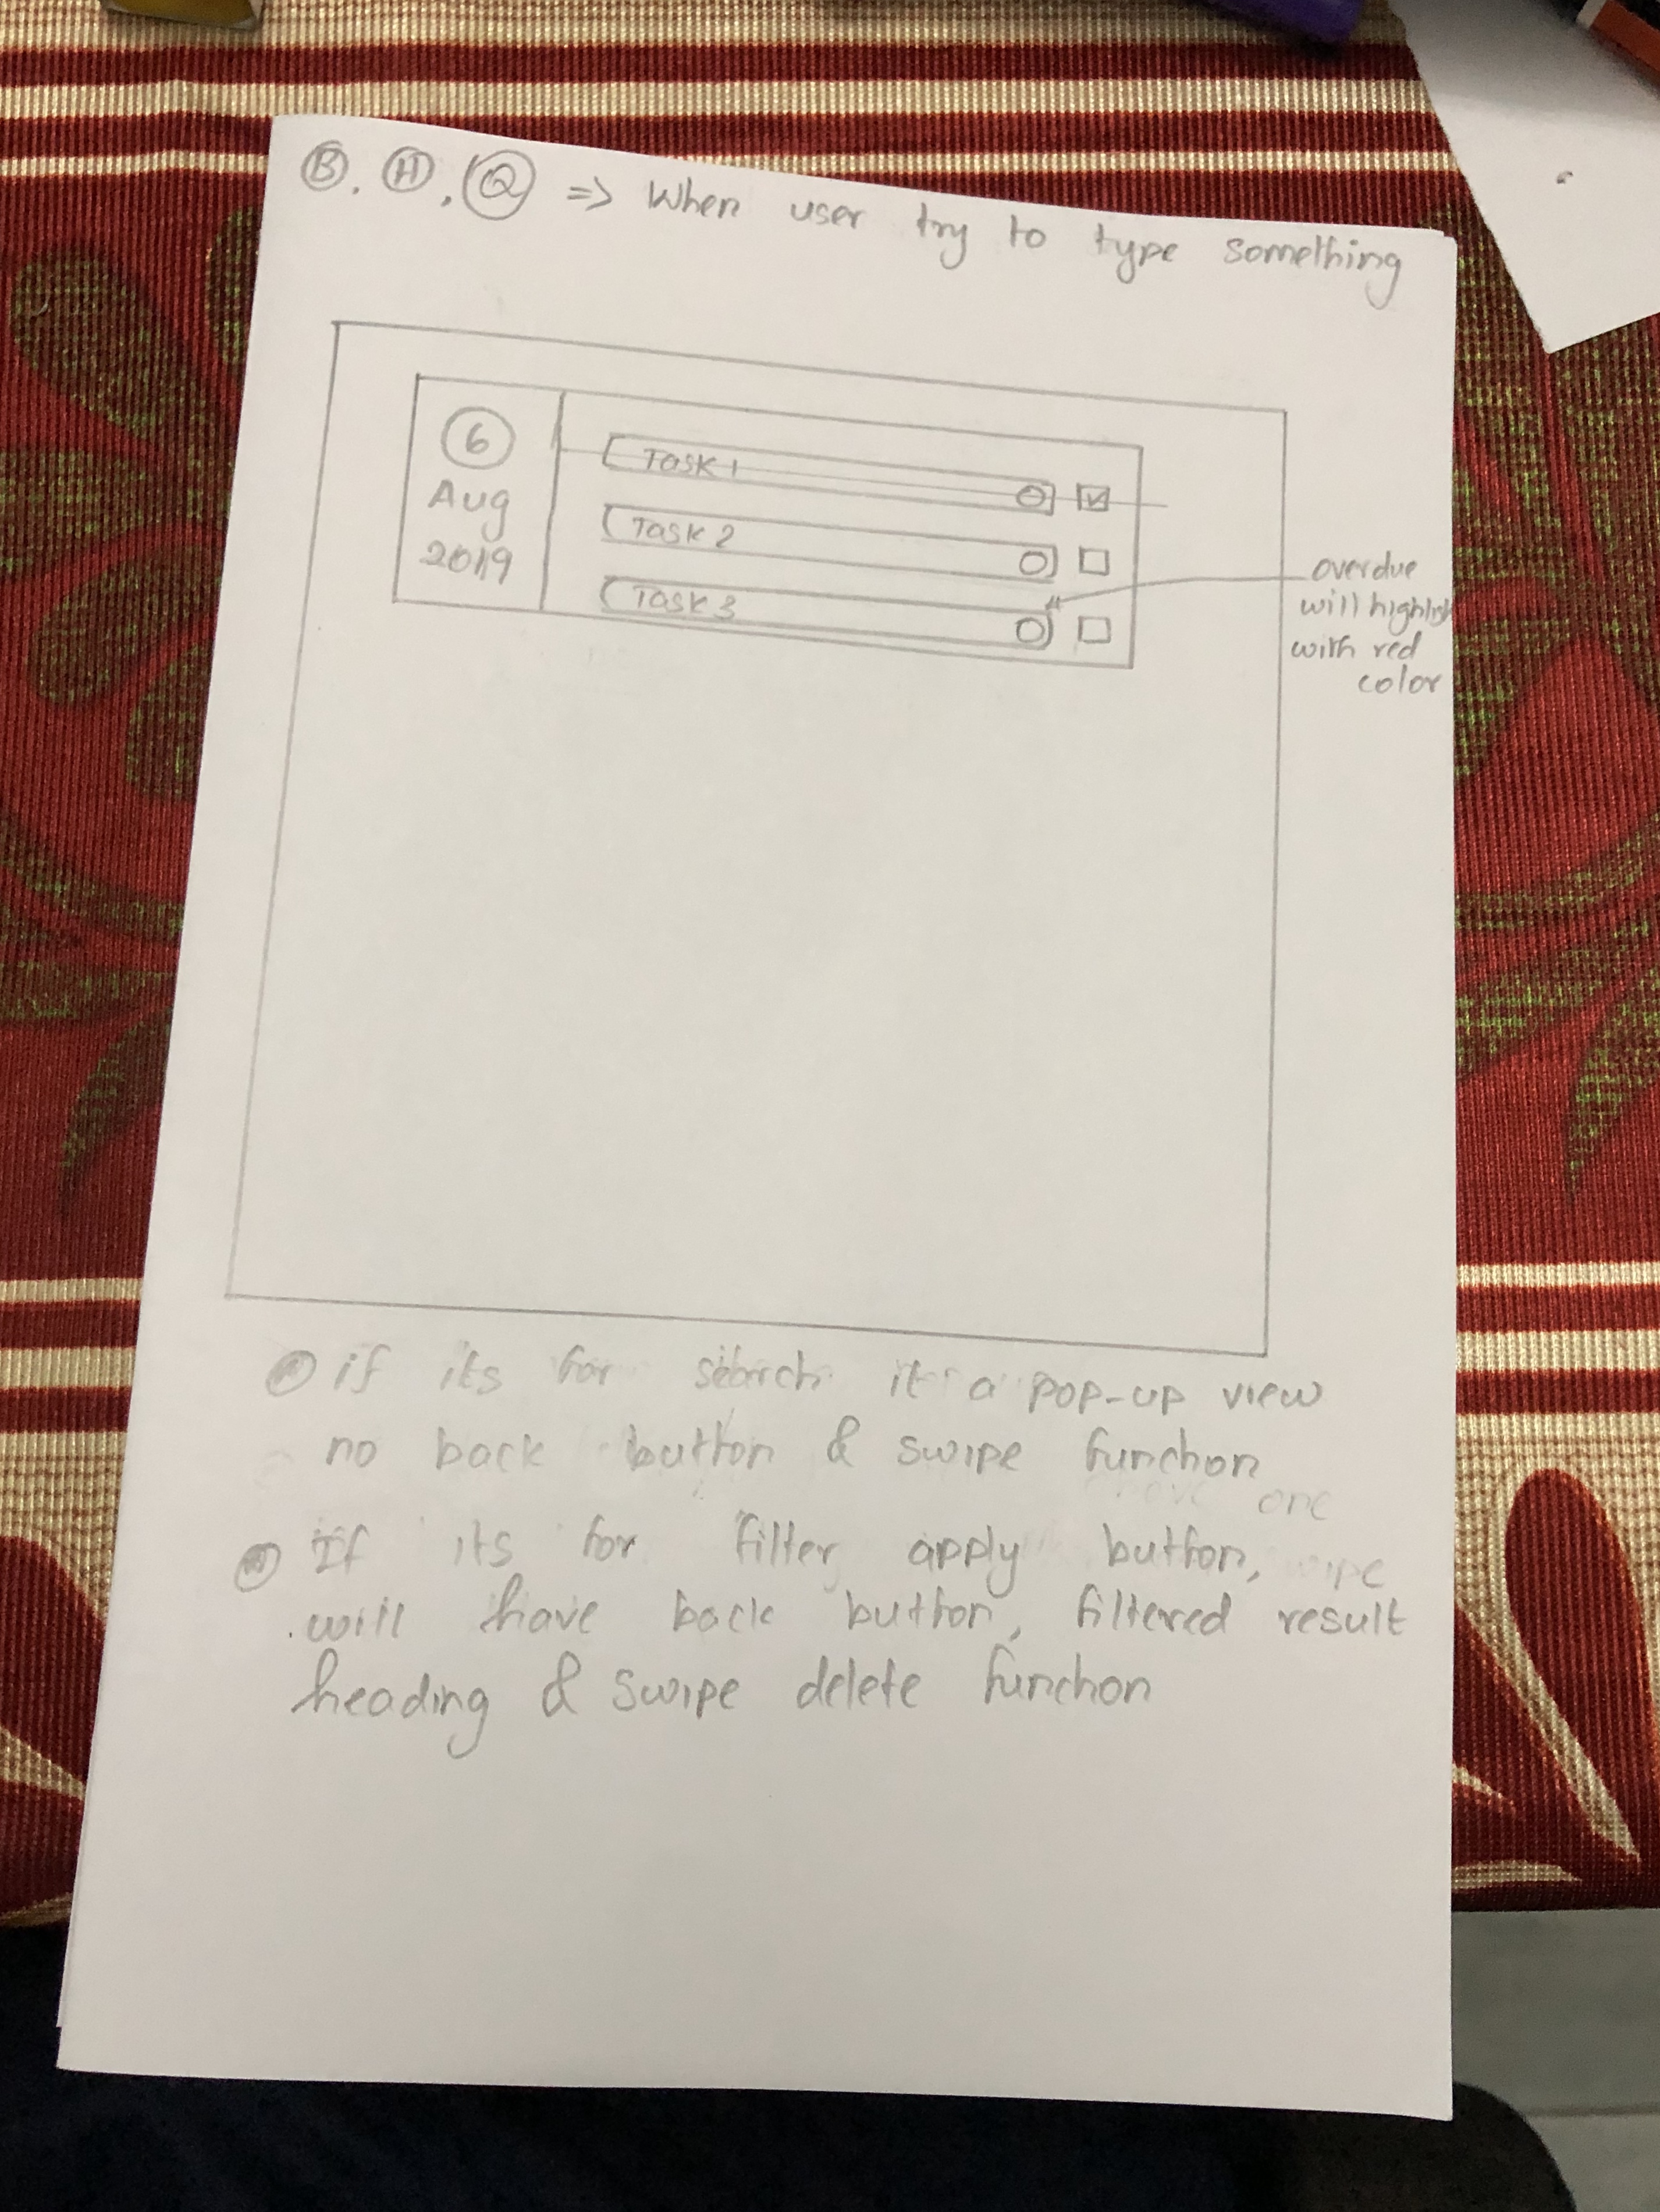 B, H, Q => When user try to type something
6
Aug
2019
Task 1
Task 2
Task 3
overdue
will highligh
with red
color
if its for search it a pop-up view
no back button & swipe function
one
If its for filter apply button,
will have back button, filtered result
heading & swipe delete function